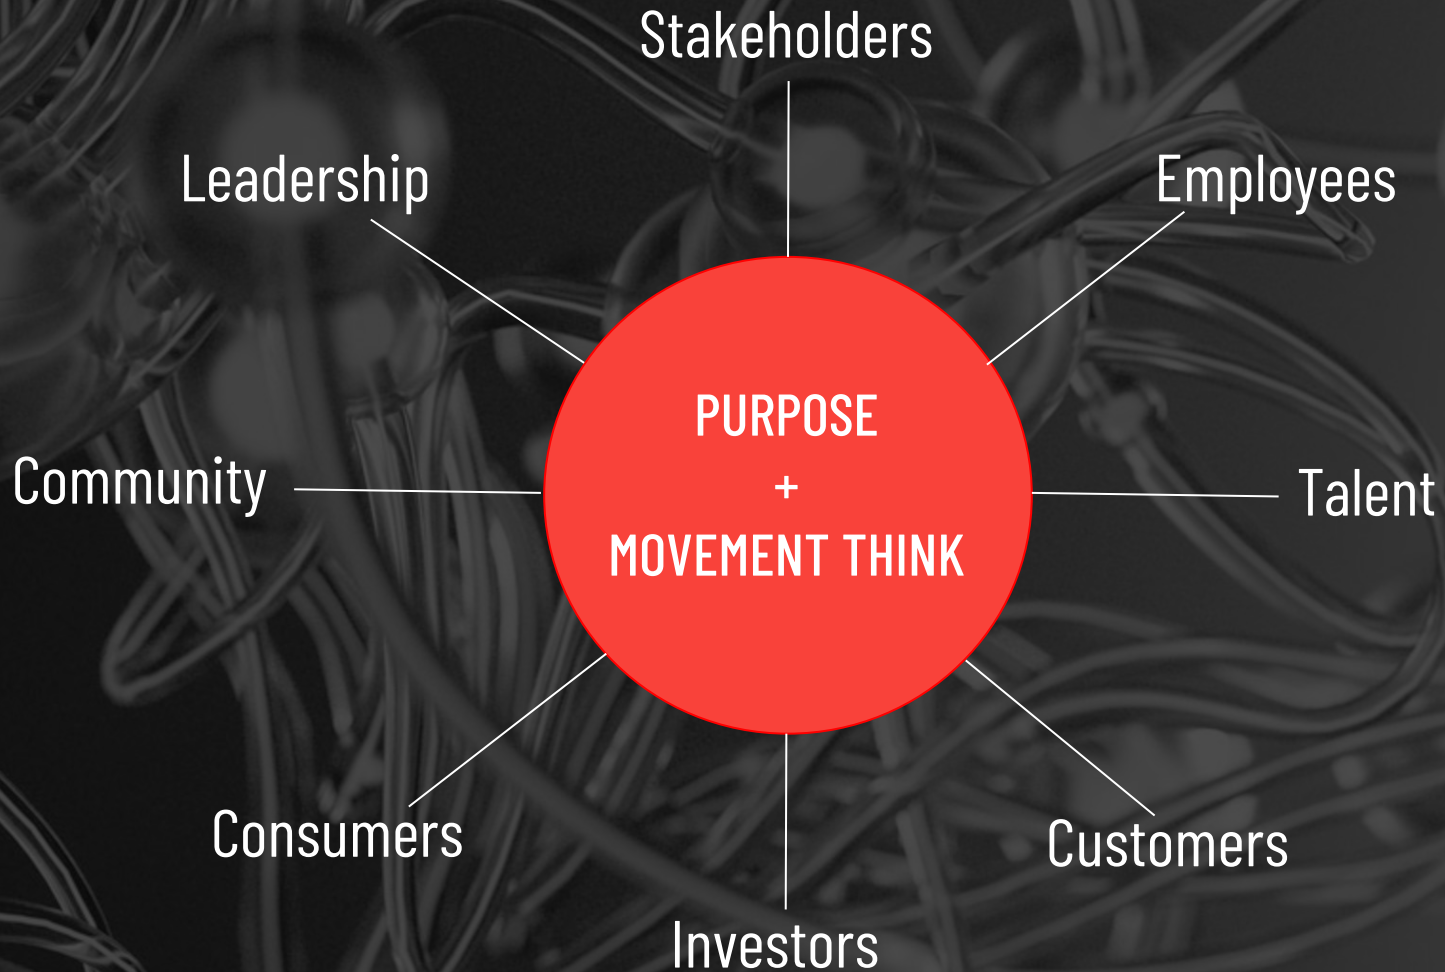 Stakeholders
Leadership
Employees
PURPOSE
+
MOVEMENT THINK
Community
Talent
Consumers
Customers
Investors